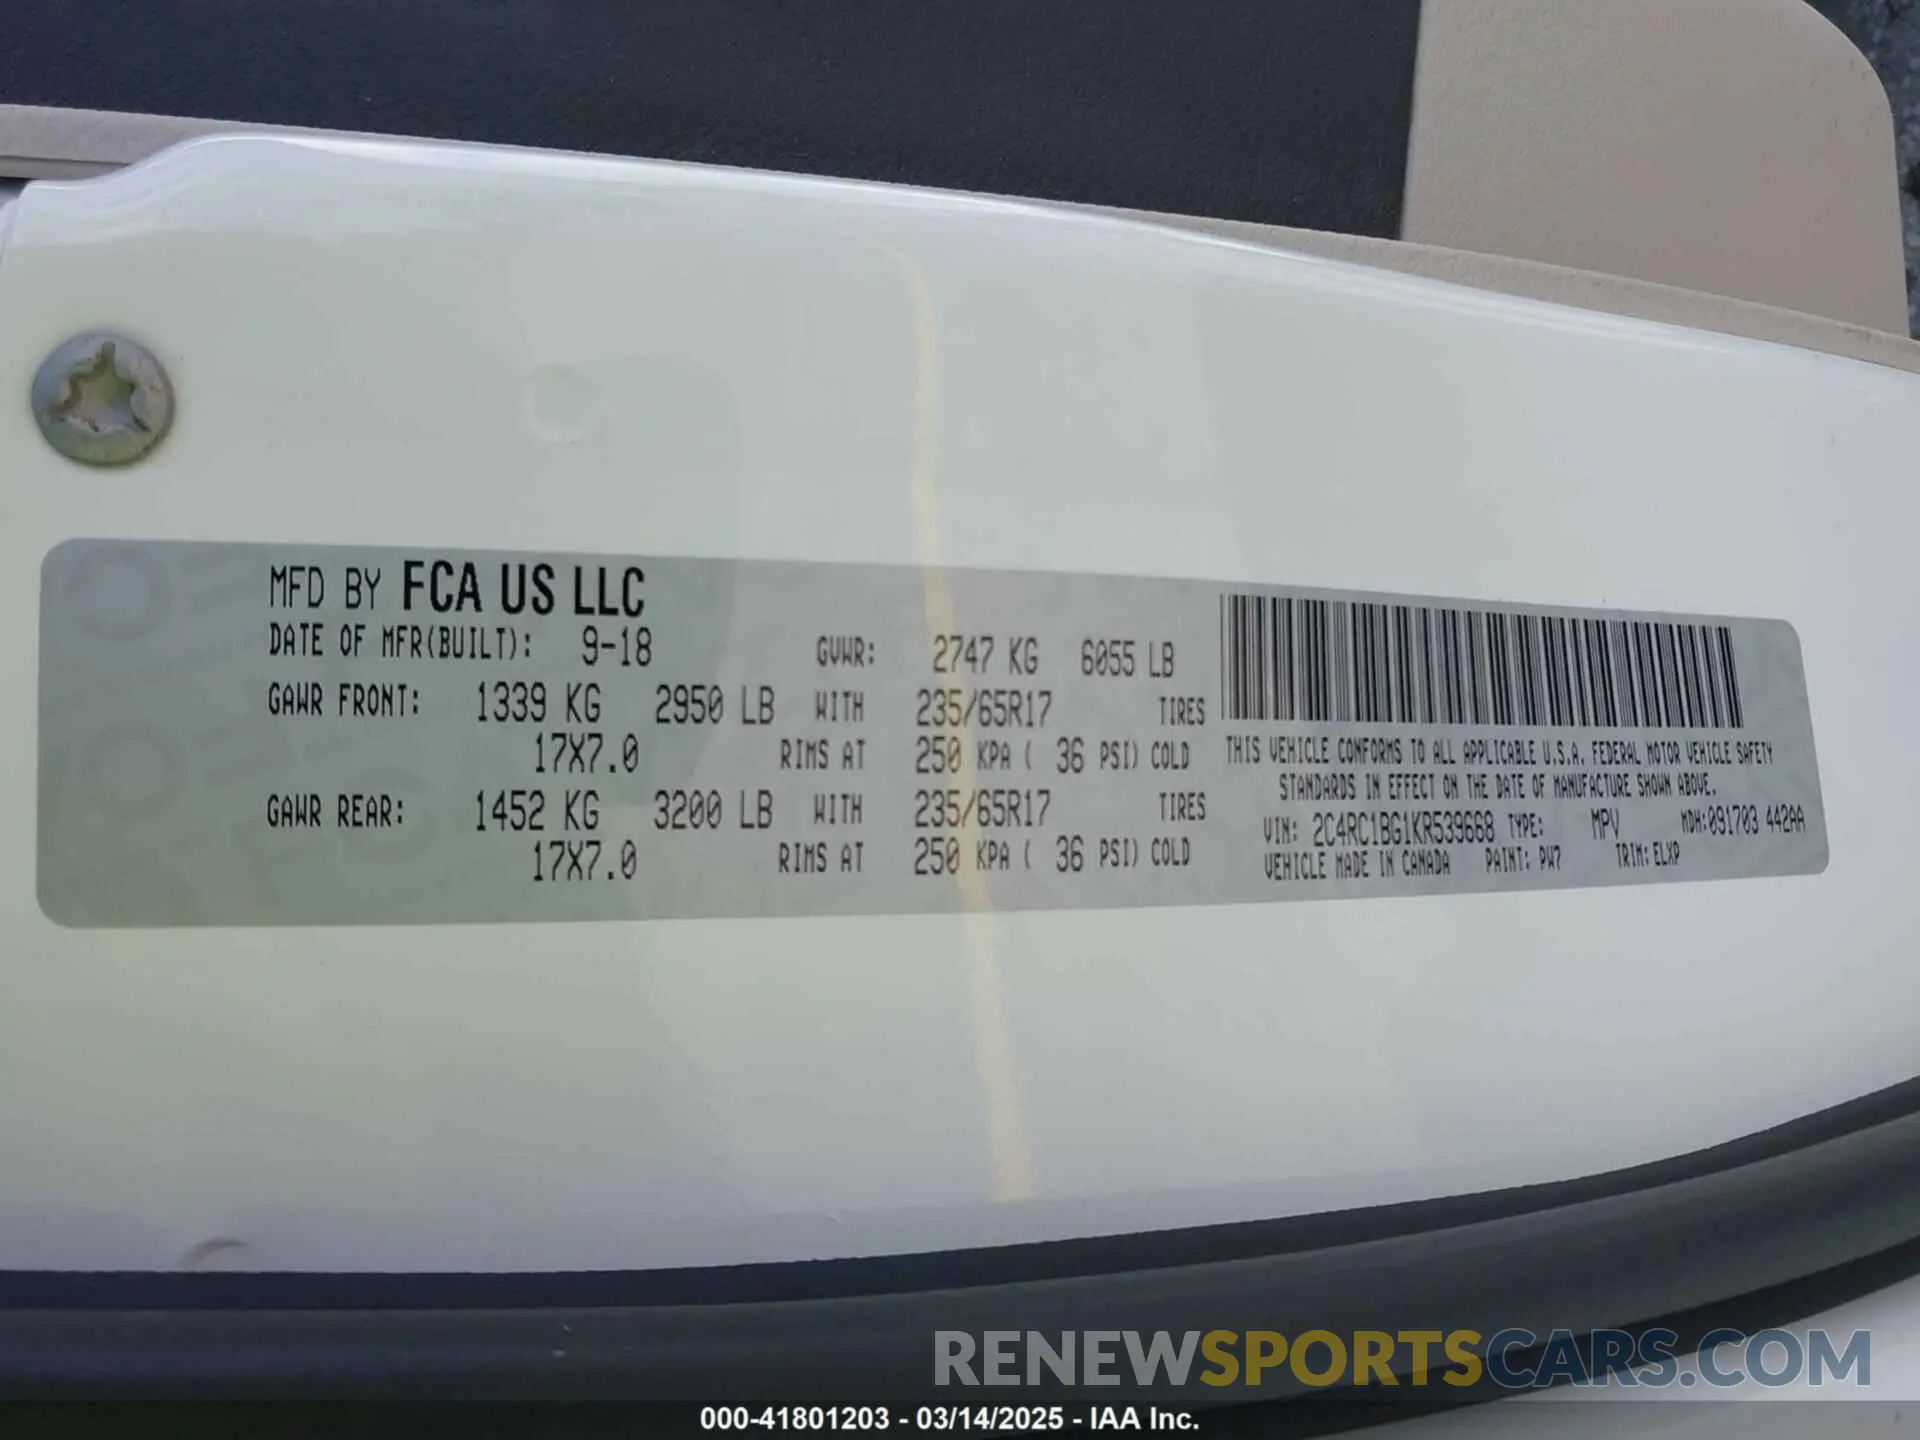 MFD BY FCA US LLC
DATE OF MFR(BUILT): 9-18 GVWR: 2747 KG 6055 LB
GAWR FRONT: 1339 KG 2950 LB WITH 235/65R17 TIRES
17X7.0 RIMS AT 250 KPA ( 36 PSI) COLD
GAWR REAR: 1452 KG 3200 LB WITH 235/65R17 TIRES
17X7.0 RIMS AT 250 KPA ( 36 PSI) COLD
THIS VEHICLE CONFORMS TO ALL APPLICABLE U.S.A. FEDERAL MOTOR VEHICLE SAFETY
STANDARDS IN EFFECT ON THE DATE OF MANUFACTURE SHOWN ABOVE.
VIN: 2C4RC1BG1KR539668 TYPE: MPV MDH:091703 442AA
VEHICLE MADE IN CANADA PAINT: PW7 TRIM: ELXP
RENEWSPORTSCARS.COM
000-41801203 - 03/14/2025 - IAA Inc.